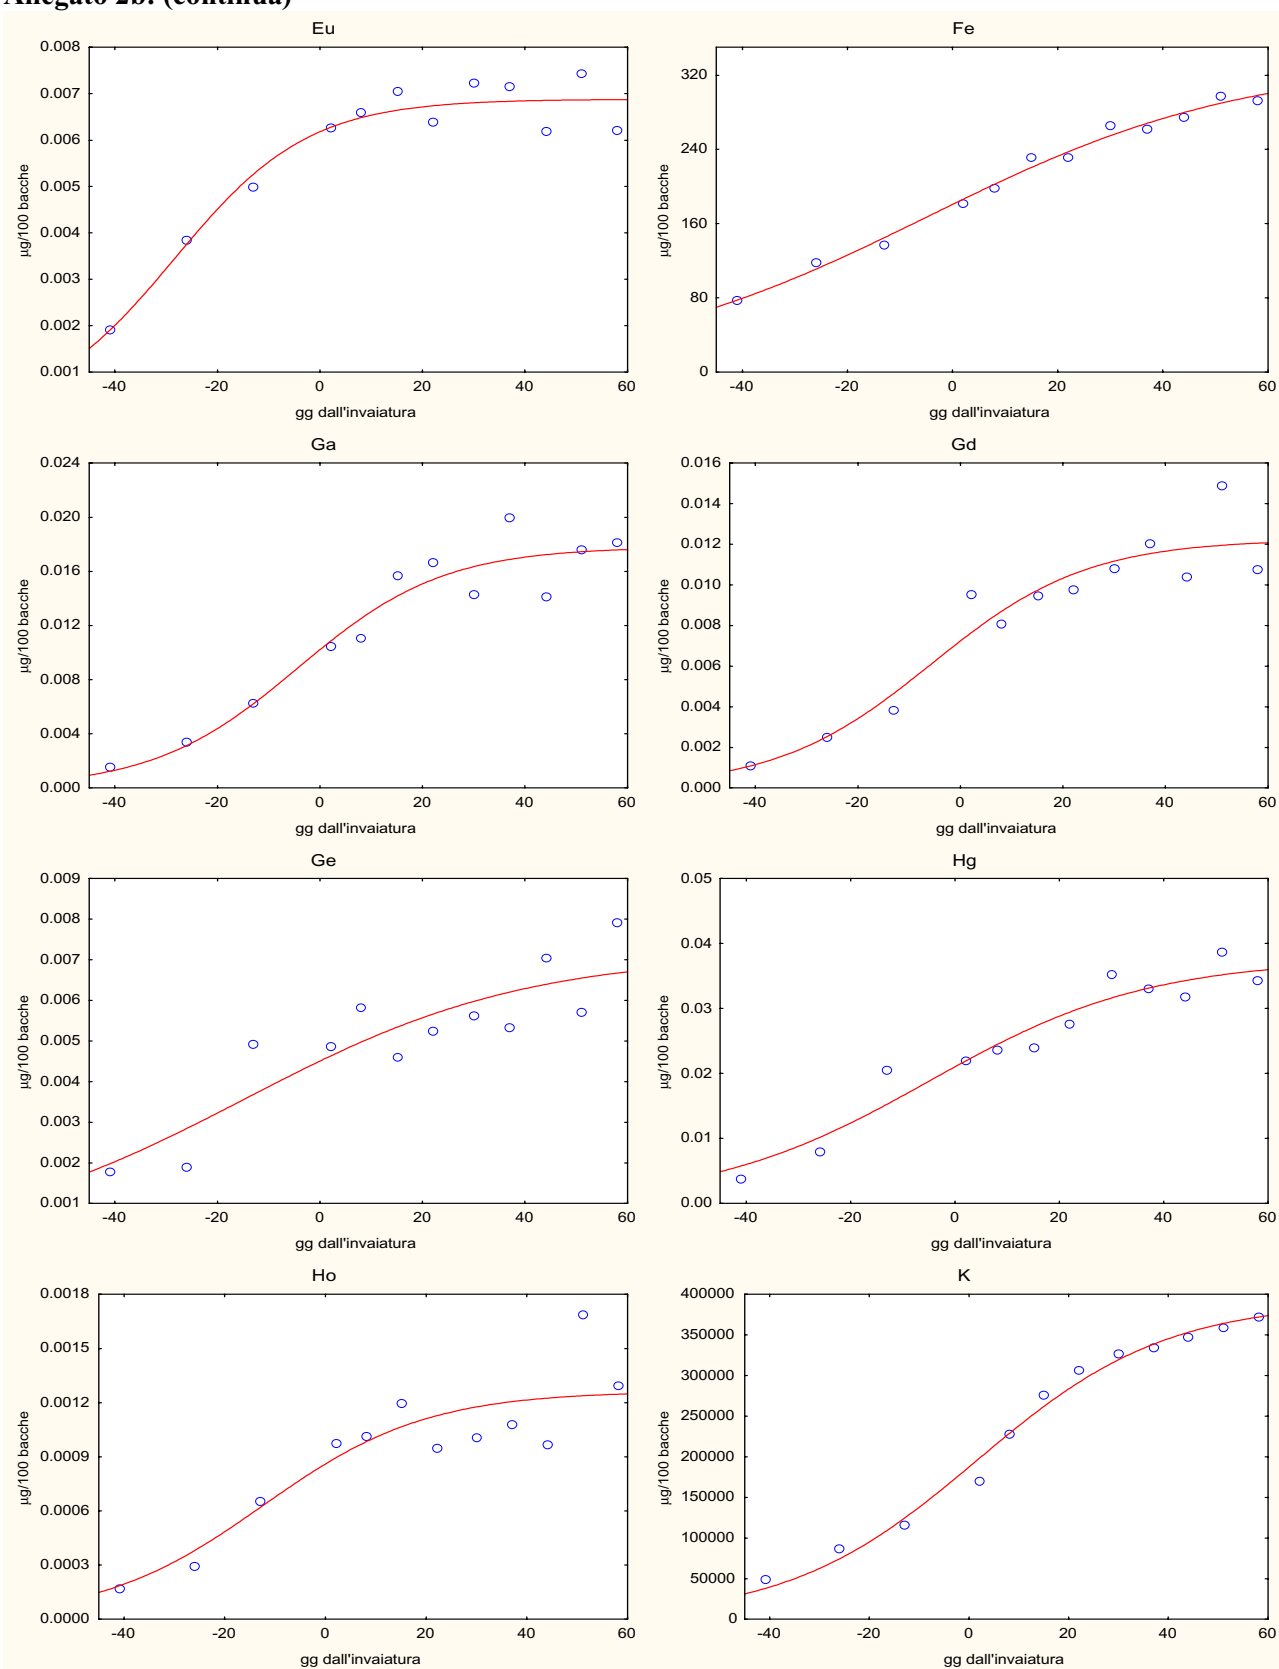 Allegato 2b: (continua)
Eu
0.008
0.007
0.006
0.005
0.004
0.003
0.002
0.001
µg/100 bacche
-40 -20 0 20 40 60
gg dall'invaiatura
Fe
320
240
160
80
0
µg/100 bacche
-40 -20 0 20 40 60
gg dall'invaiatura
Ga
0.024
0.020
0.016
0.012
0.008
0.004
0.000
µg/100 bacche
-40 -20 0 20 40 60
gg dall'invaiatura
Gd
0.016
0.014
0.012
0.010
0.008
0.006
0.004
0.002
0.000
µg/100 bacche
-40 -20 0 20 40 60
gg dall'invaiatura
Ge
0.009
0.008
0.007
0.006
0.005
0.004
0.003
0.002
0.001
µg/100 bacche
-40 -20 0 20 40 60
gg dall'invaiatura
Hg
0.05
0.04
0.03
0.02
0.01
0.00
µg/100 bacche
-40 -20 0 20 40 60
gg dall'invaiatura
Ho
0.0018
0.0015
0.0012
0.0009
0.0006
0.0003
0.0000
µg/100 bacche
-40 -20 0 20 40 60
gg dall'invaiatura
K
400000
350000
300000
250000
200000
150000
100000
50000
0
µg/100 bacche
-40 -20 0 20 40 60
gg dall'invaiatura